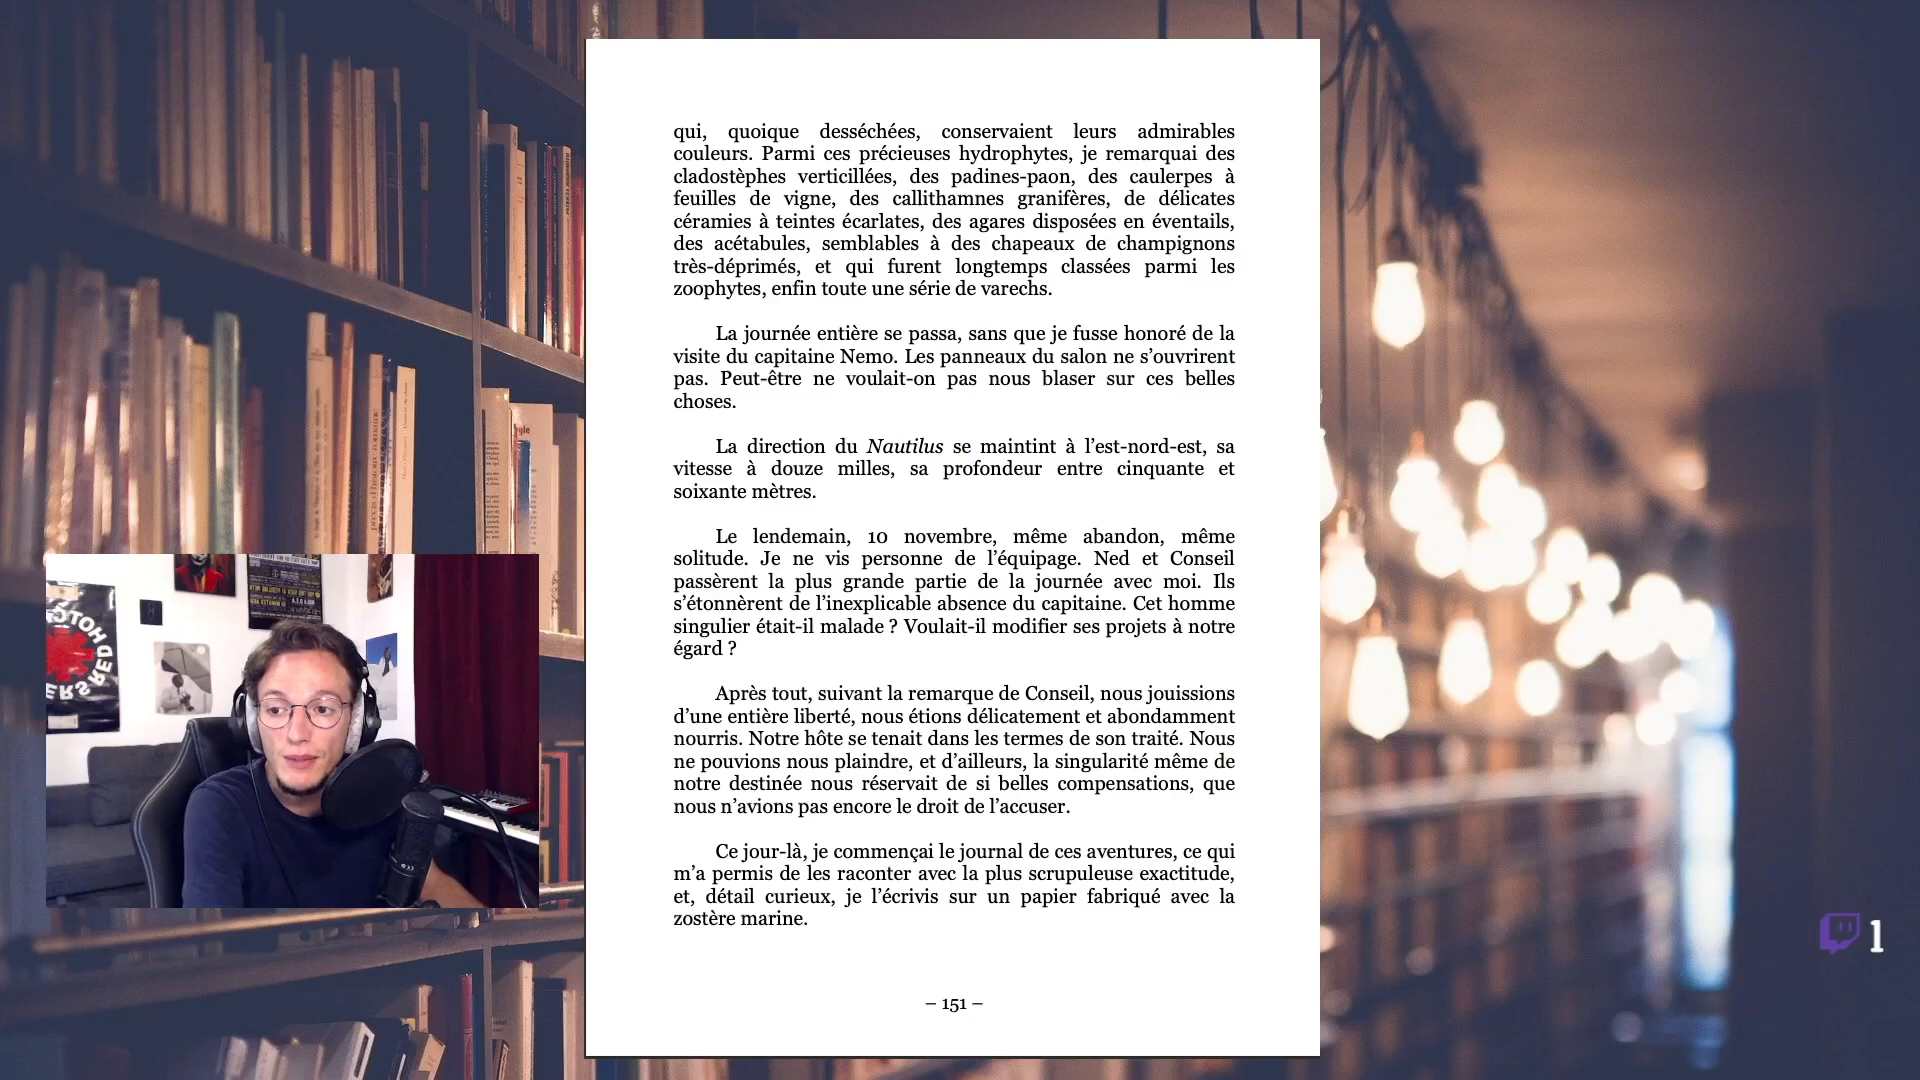 qui, quoique desséchées, conservaient leurs admirables
couleurs. Parmi ces précieuses hydrophytes, je remarquai des
cladostèphes verticillées, des padines-paon, des caulerpes à
feuilles de vigne, des callithamnes granifères, de délicates
céramies à teintes écarlates, des agares disposées en éventails,
des acétabules, semblables à des chapeaux de champignons
très-déprimés, et qui furent longtemps classées parmi les
zoophytes, enfin toute une série de varechs.
La journée entière se passa, sans que je fusse honoré de la
visite du capitaine Nemo. Les panneaux du salon ne s’ouvrirent
pas. Peut-être ne voulait-on pas nous blaser sur ces belles
choses.
La direction du Nautilus se maintint à l’est-nord-est, sa
vitesse à douze milles, sa profondeur entre cinquante et
soixante mètres.
Le lendemain, 10 novembre, même abandon, même
solitude. Je ne vis personne de l’équipage. Ned et Conseil
passèrent la plus grande partie de la journée avec moi. Ils
s’étonnèrent de l’inexplicable absence du capitaine. Cet homme
singulier était-il malade ? Voulait-il modifier ses projets à notre
égard ?
Après tout, suivant la remarque de Conseil, nous jouissions
d’une entière liberté, nous étions délicatement et abondamment
nourris. Notre hôte se tenait dans les termes de son traité. Nous
ne pouvions nous plaindre, et d’ailleurs, la singularité même de
notre destinée nous réservait de si belles compensations, que
nous n’avions pas encore le droit de l’accuser.
Ce jour-là, je commençai le journal de ces aventures, ce qui
m’a permis de les raconter avec la plus scrupuleuse exactitude,
et, détail curieux, je l’écrivis sur un papier fabriqué avec la
zostère marine.
– 151 –
1